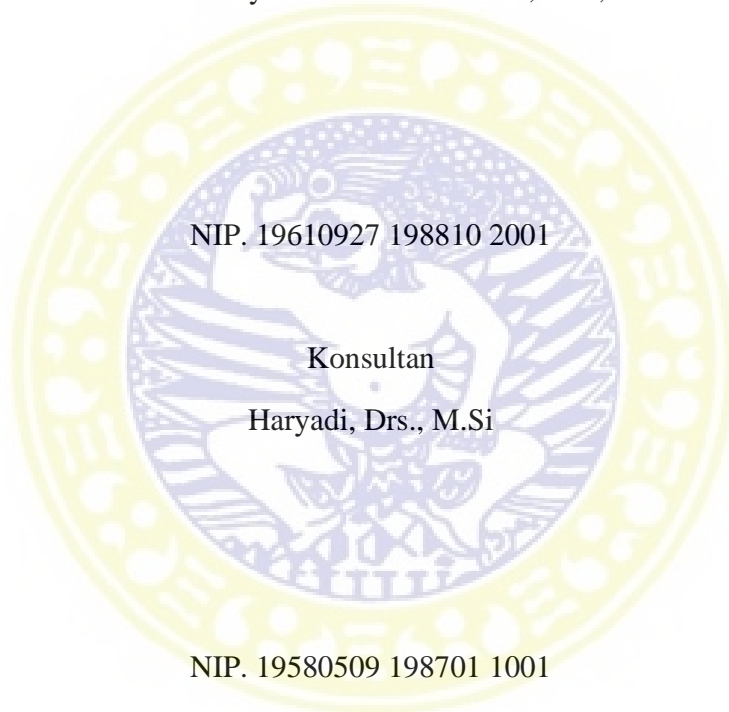 NIP. 19610927 198810 2001
Konsultan
Haryadi, Drs., M.Si
NIP. 19580509 198701 1001